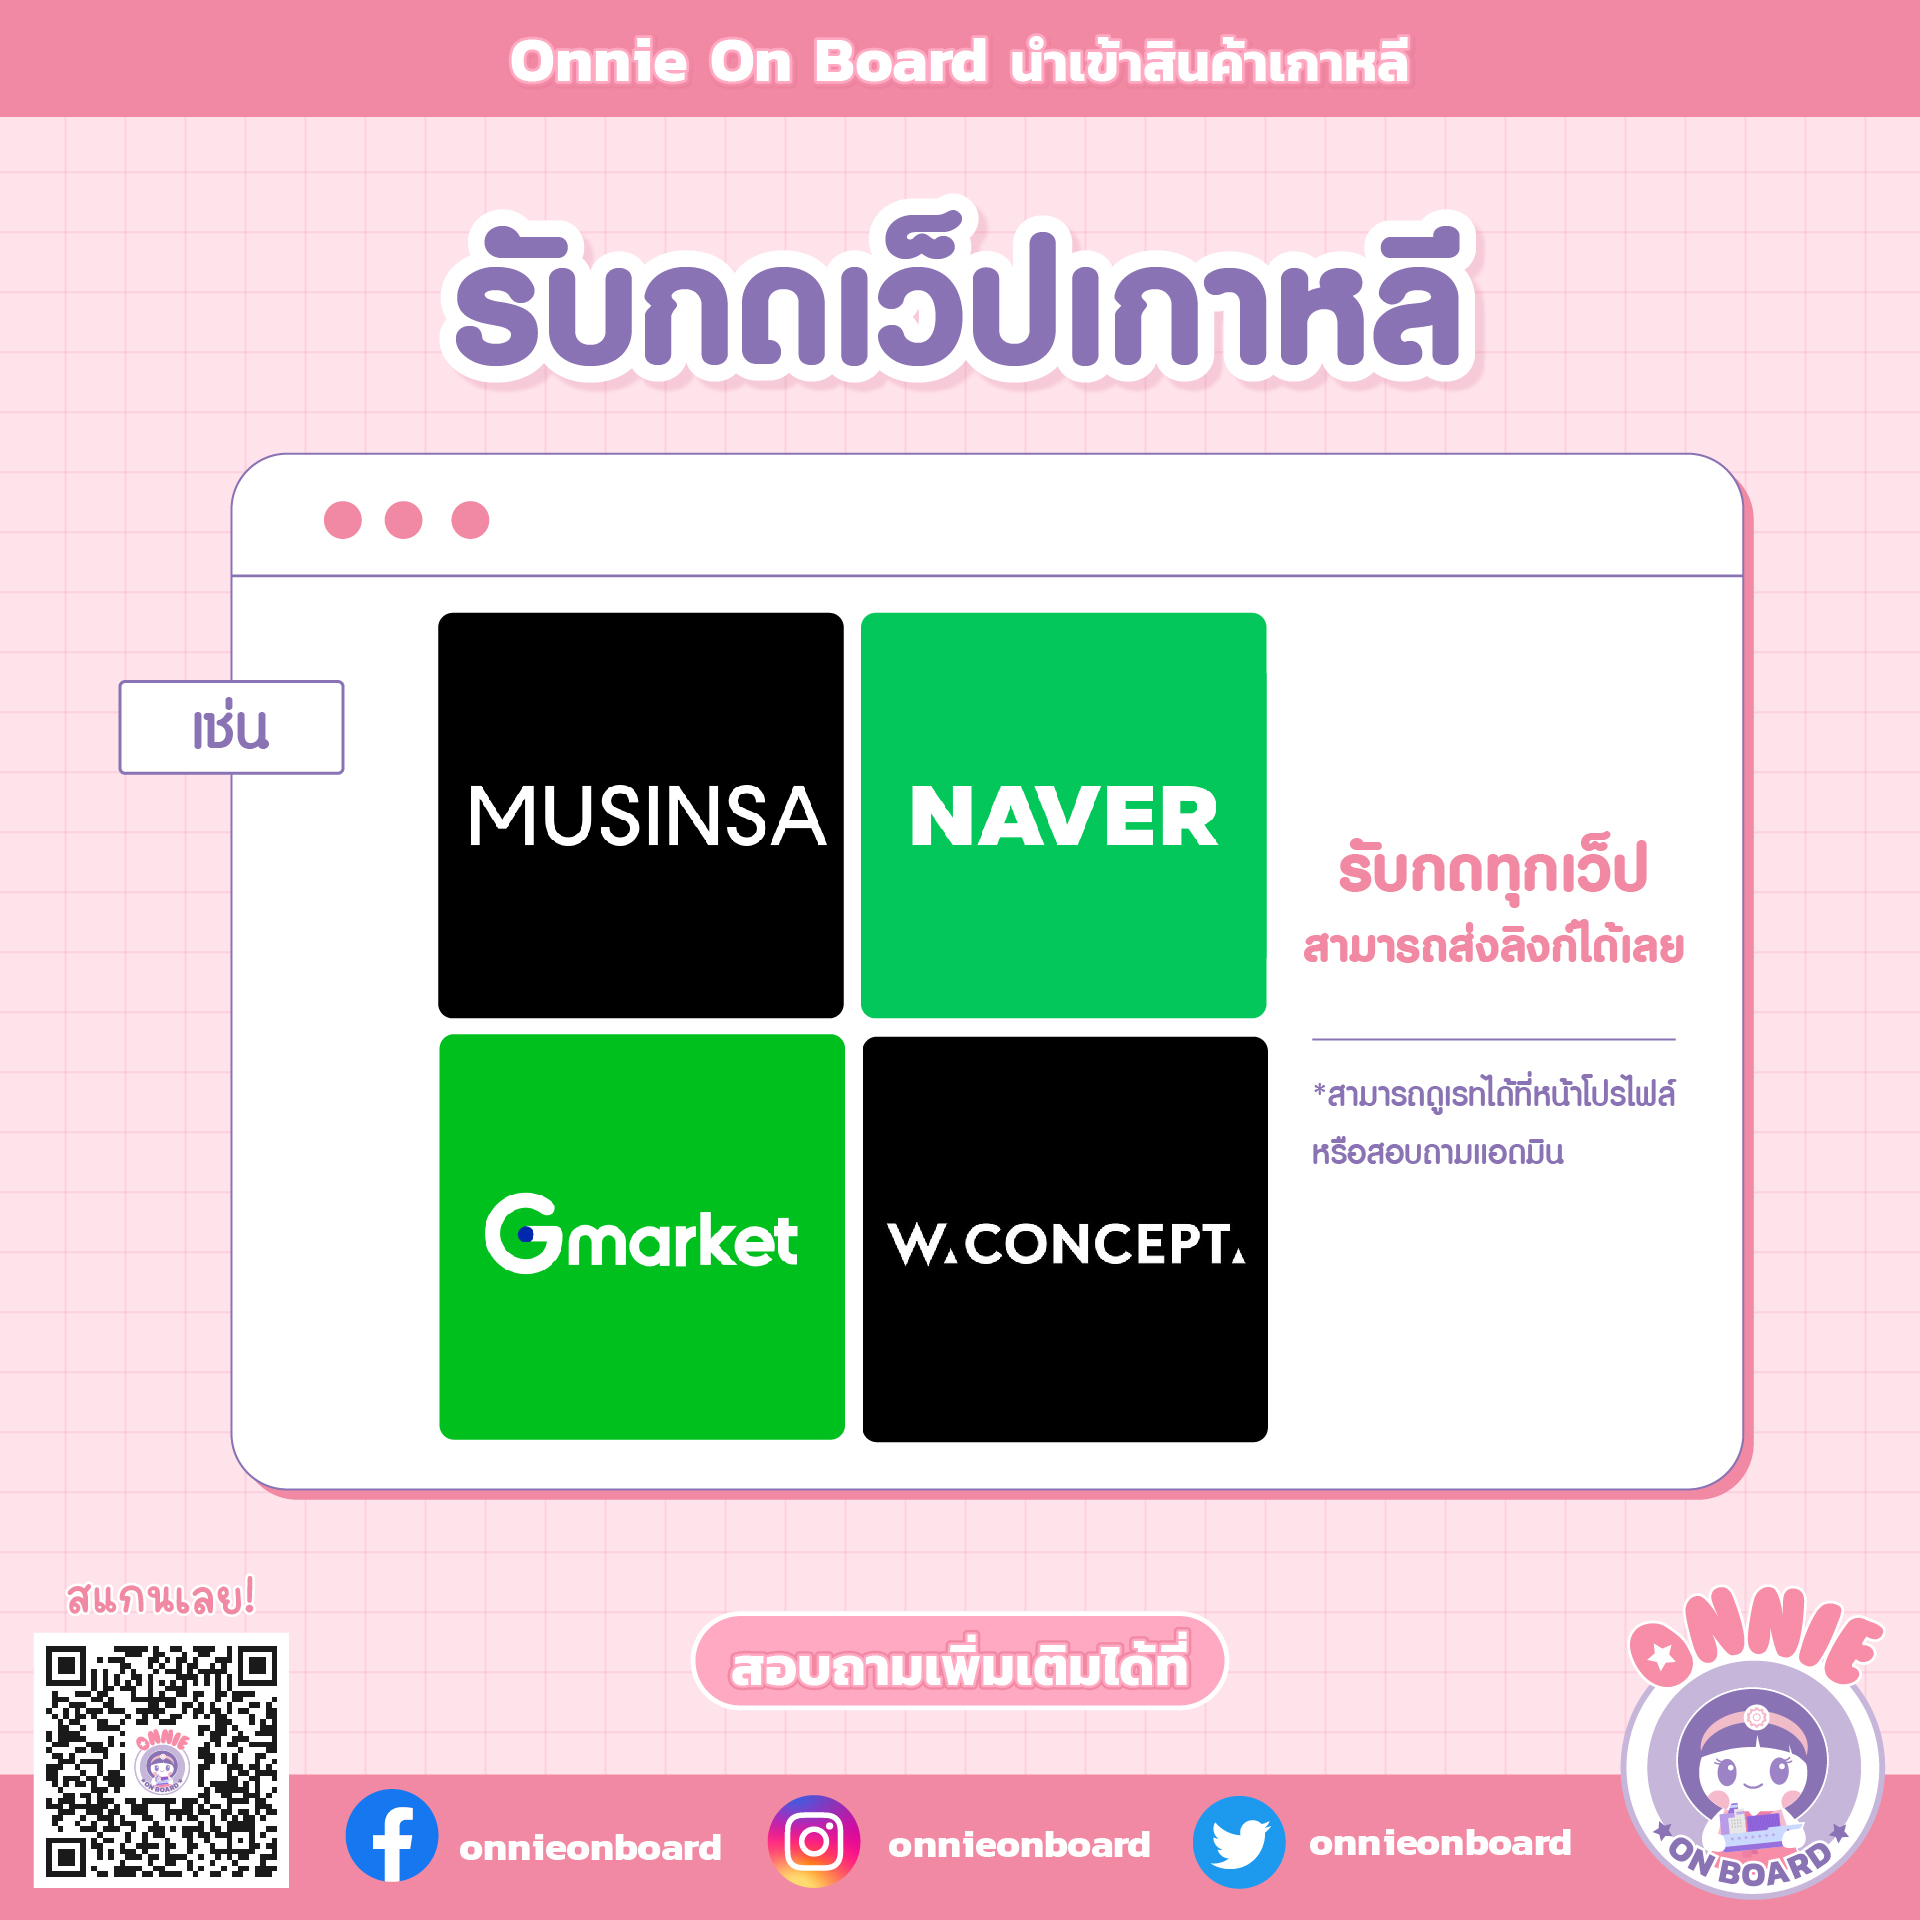 Onnie On Board นำเข้าสินค้าเกาหลี
รับกดเว็ปเกาหลี
เช่น
MUSINSA
NAVER
Gmarket
W.CONCEPT.
รับกดทุกเว็ป
สามารถส่งลิงก์ได้เลย
*สามารถดูเรทได้ที่หน้าโปรไฟล์
หรือสอบถามแอดมิน
สแกนเลย!
ONNIE
ON BOARD
สอบถามเพิ่มเติมได้ที่
onnieonboard
onnieonboard
onnieonboard
ONNIE
ON BOARD